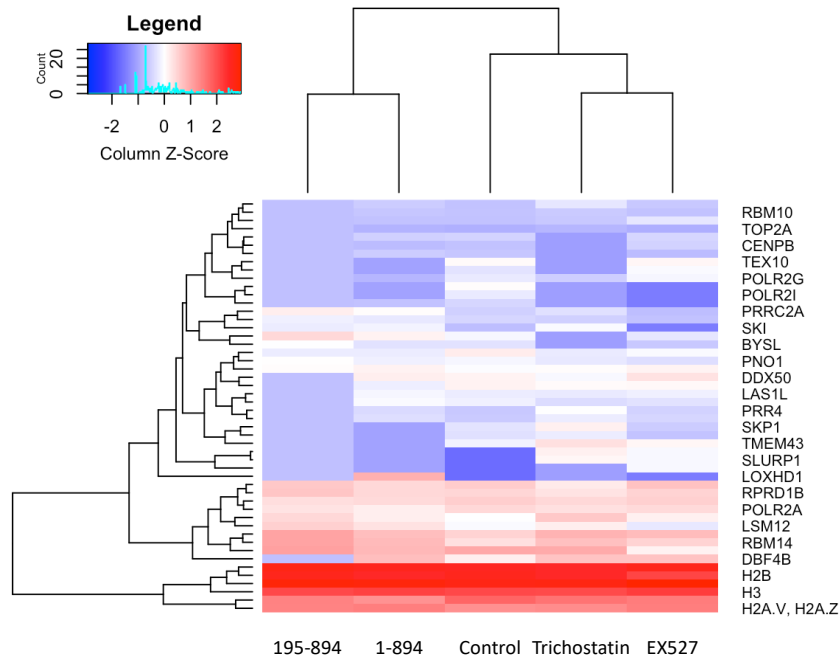 Legend
Count
0 20
-2 0 1 2
Column Z-Score
RBM10
TOP2A
CENPB
TEX10
POLR2G
POLR2I
PRRC2A
SKI
BYSL
PNO1
DDX50
LAS1L
PRR4
SKP1
TMEM43
SLURP1
LOXHD1
RPRD1B
POLR2A
LSM12
RBM14
DBF4B
H2B
H3
H2A.V, H2A.Z
195-894 1-894 Control Trichostatin EX527